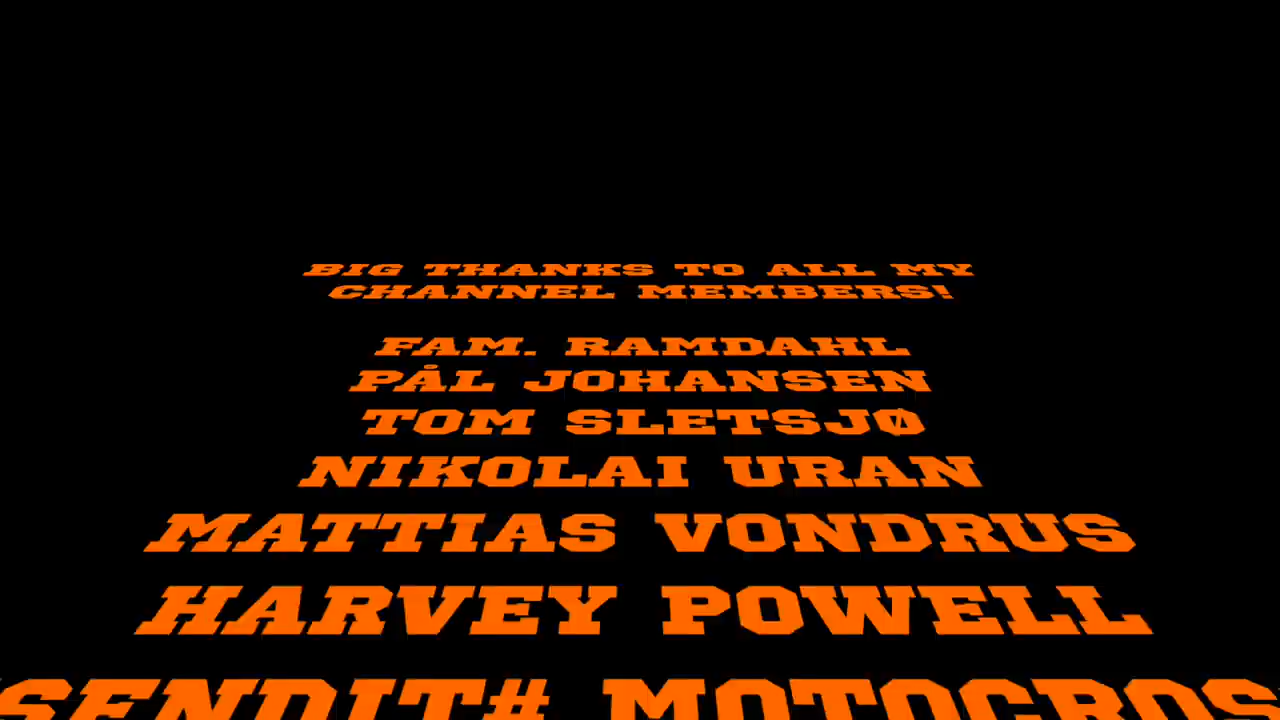 BIG THANKS TO ALL MY
CHANNEL MEMBERS!
FAM. RAMDAHL
PÅL JOHANSEN
TOM SLETSJØ
NIKOLAI URAN
MATTIAS VONDRUS
HARVEY POWELL
SENDIT#